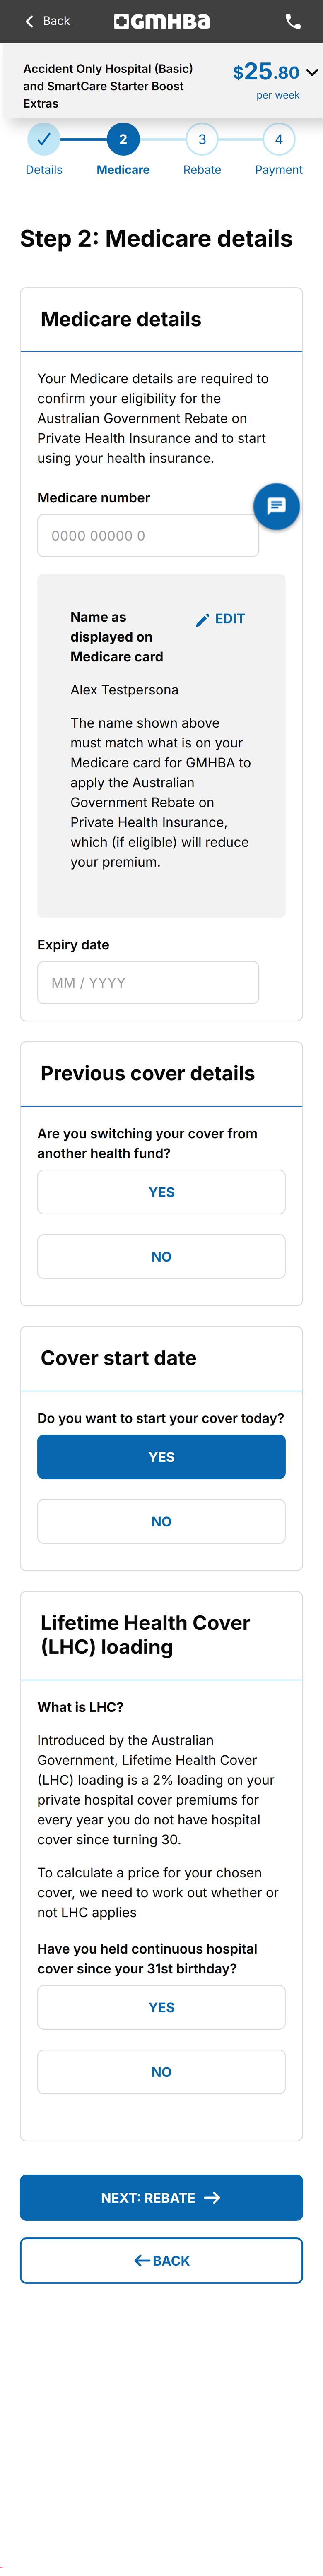 Back
GMHBA
Accident Only Hospital (Basic)
and SmartCare Starter Boost
Extras
$25.80
per week
2
3
4
Details
Medicare
Rebate
Payment
Step 2: Medicare details
Medicare details
Your Medicare details are required to
confirm your eligibility for the
Australian Government Rebate on
Private Health Insurance and to start
using your health insurance.
Medicare number
0000 00000 0
Name as
displayed on
Medicare card
EDIT
Alex Testpersona
The name shown above
must match what is on your
Medicare card for GMHBA to
apply the Australian
Government Rebate on
Private Health Insurance,
which (if eligible) will reduce
your premium.
Expiry date
MM / YYYY
Previous cover details
Are you switching your cover from
another health fund?
YES
NO
Cover start date
Do you want to start your cover today?
YES
NO
Lifetime Health Cover
(LHC) loading
What is LHC?
Introduced by the Australian
Government, Lifetime Health Cover
(LHC) loading is a 2% loading on your
private hospital cover premiums for
every year you do not have hospital
cover since turning 30.
To calculate a price for your chosen
cover, we need to work out whether or
not LHC applies
Have you held continuous hospital
cover since your 31st birthday?
YES
NO
NEXT: REBATE
BACK